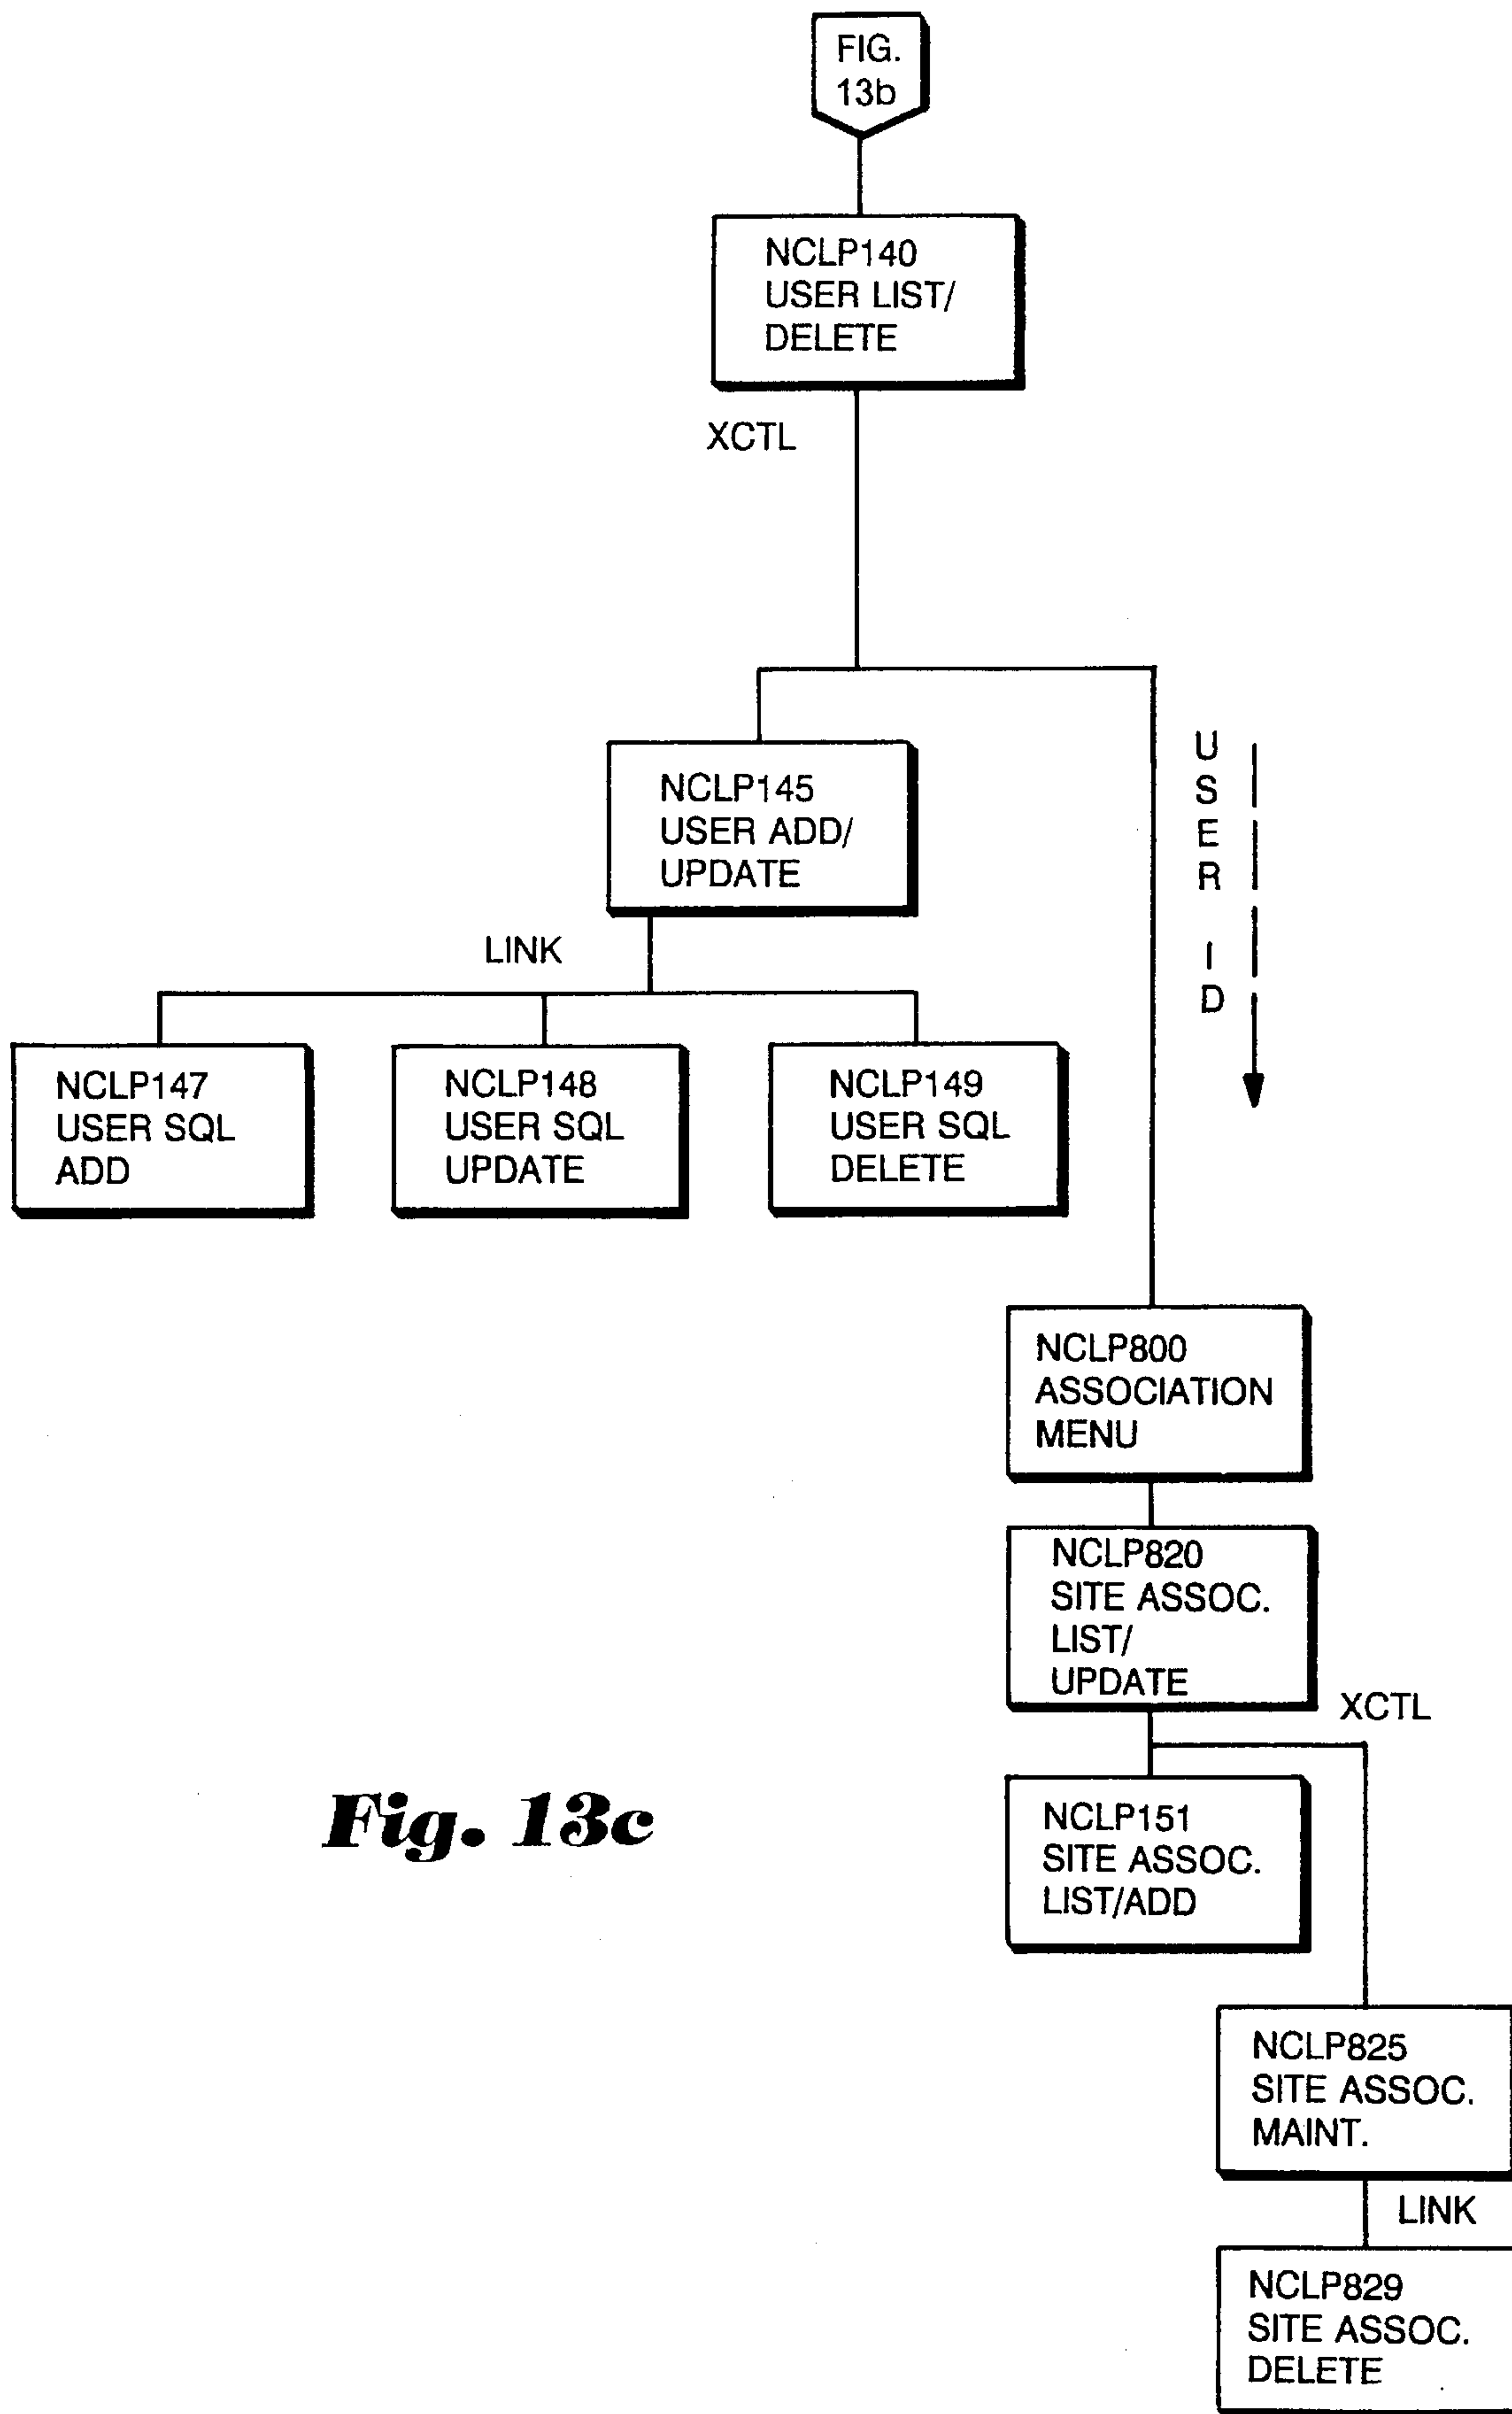 FIG.
13b
NCLP140
USER LIST/
DELETE
XCTL
NCLP145
USER ADD/
UPDATE
USER ID
LINK
NCLP147
USER SQL
ADD
NCLP148
USER SQL
UPDATE
NCLP149
USER SQL
DELETE
NCLP800
ASSOCIATION
MENU
NCLP820
SITE ASSOC.
LIST/
UPDATE
XCTL
NCLP151
SITE ASSOC.
LIST/ADD
Fig. 13c
NCLP825
SITE ASSOC.
MAINT.
LINK
NCLP829
SITE ASSOC.
DELETE